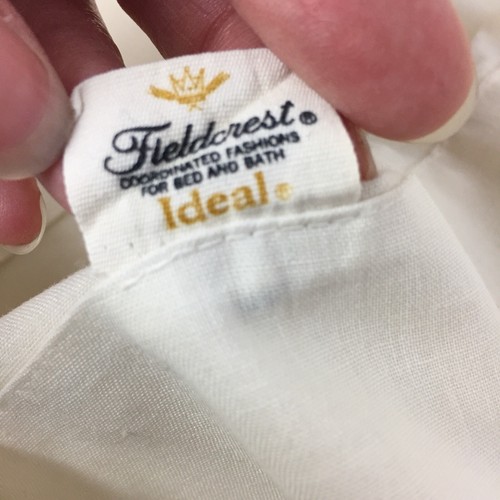 Fieldcrest®
COORDINATED FASHIONS
FOR BED AND BATH
Ideal®